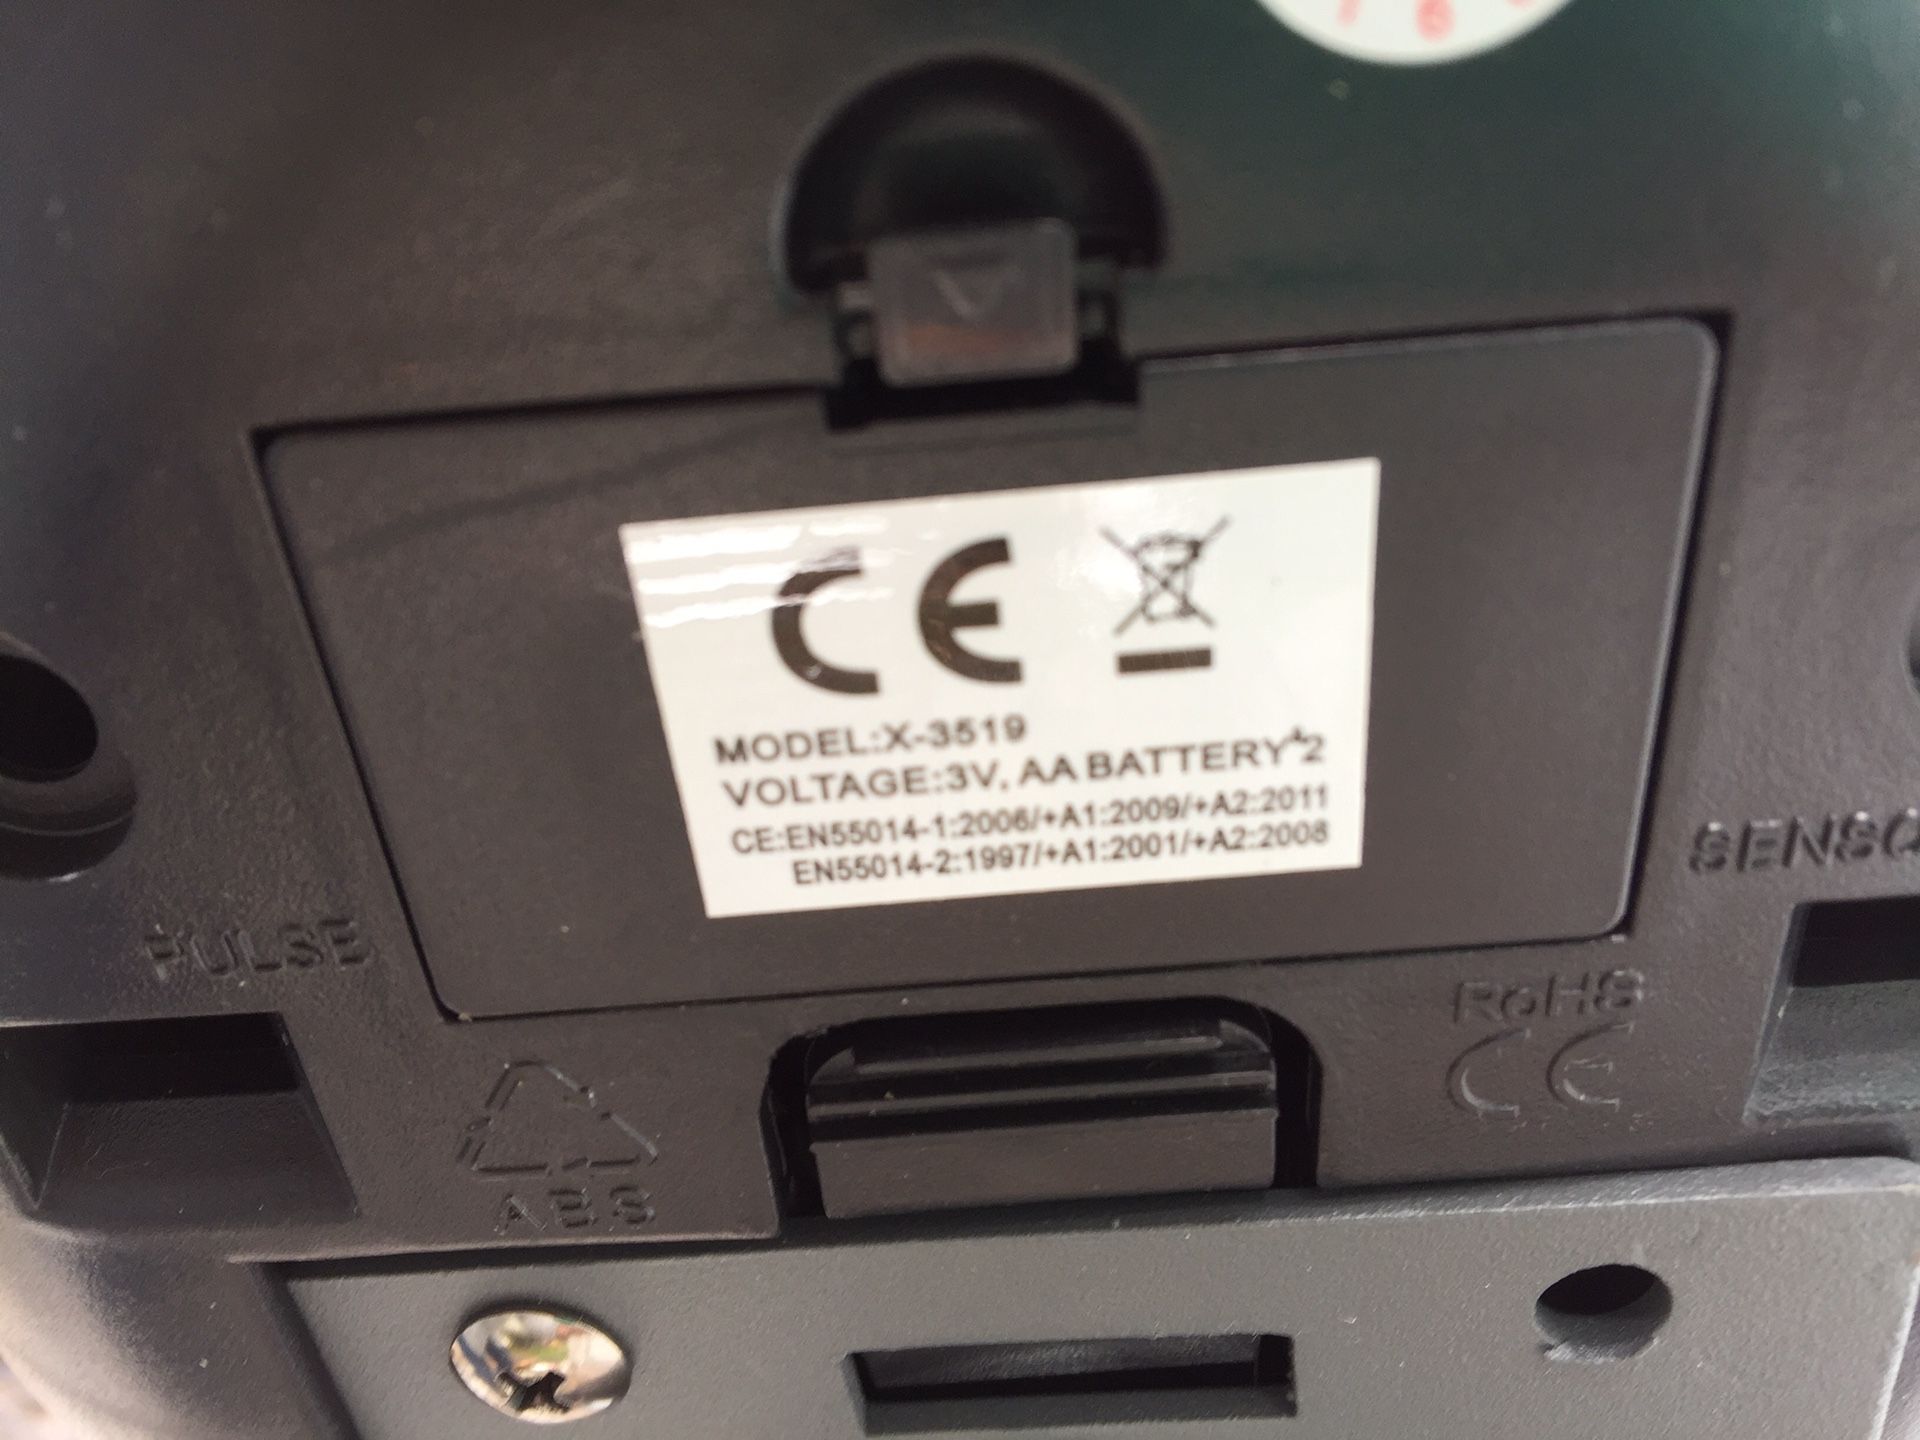 6
CE
MODEL:X-3519
VOLTAGE:3V, AA BATTERY*2
CE:EN55014-1:2006/+A1:2009/+A2:2011
EN55014-2:1997/+A1:2001/+A2:2008
PULSE
RoHS
CE
ABS